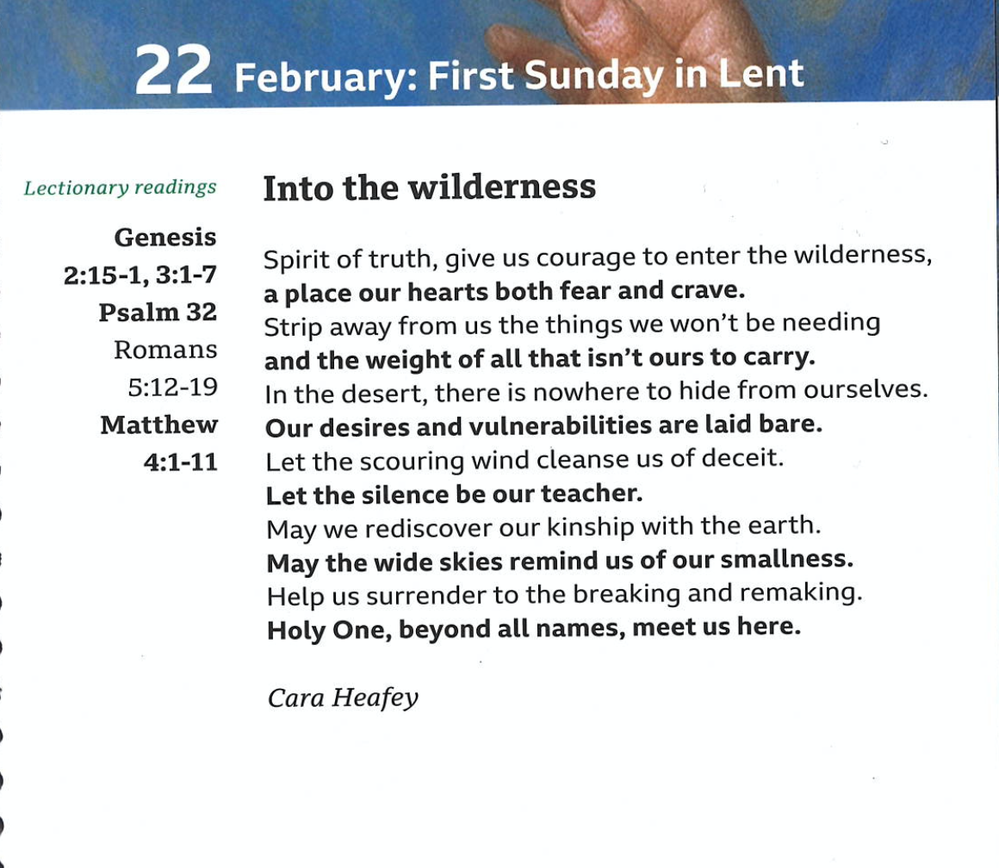 22 February: First Sunday in Lent
Lectionary readings
Genesis
2:15-1, 3:1-7
Psalm 32
Romans
5:12-19
Matthew
4:1-11
Into the wilderness
Spirit of truth, give us courage to enter the wilderness,
a place our hearts both fear and crave.
Strip away from us the things we won’t be needing
and the weight of all that isn’t ours to carry.
In the desert, there is nowhere to hide from ourselves.
Our desires and vulnerabilities are laid bare.
Let the scouring wind cleanse us of deceit.
Let the silence be our teacher.
May we rediscover our kinship with the earth.
May the wide skies remind us of our smallness.
Help us surrender to the breaking and remaking.
Holy One, beyond all names, meet us here.
Cara Heafey